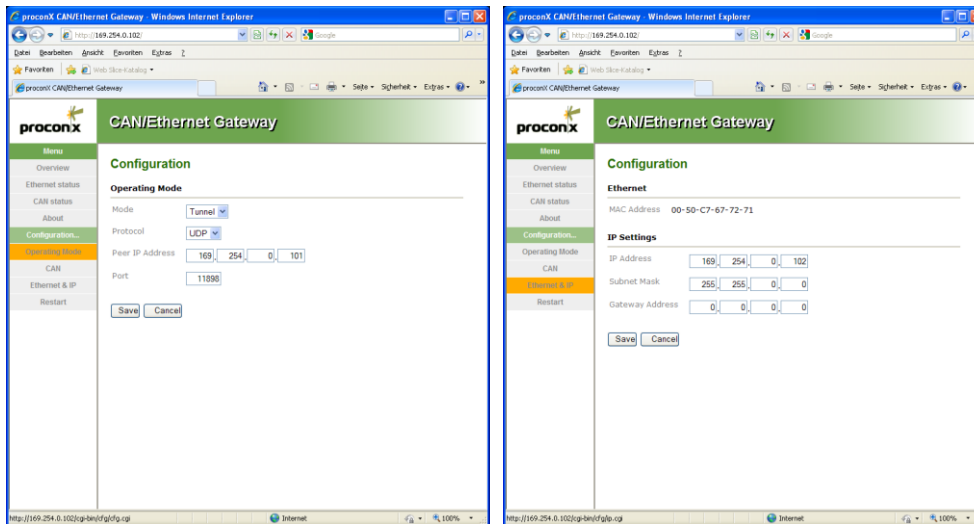 proconX CAN/Ethernet Gateway - Windows Internet Explorer
http://169.254.0.102/
Google
Datei Bearbeiten Ansicht Favoriten Extras ?
Favoriten Web Slice-Katalog
proconX CAN/Ethernet Gateway
Seite Sicherheit Extras
proconx
CAN/Ethernet Gateway
Menu
Overview
Ethernet status
CAN status
About
Configuration...
Operating Mode
CAN
Ethernet & IP
Restart
Configuration
Operating Mode
Mode Tunnel
Protocol UDP
Peer IP Address 169. 254. 0. 101
Port 11898
Save Cancel
http://169.254.0.102/cgi-bin/cfg/cfg.cgi Internet 100%
proconX CAN/Ethernet Gateway - Windows Internet Explorer
http://169.254.0.102/
Google
Datei Bearbeiten Ansicht Favoriten Extras ?
Favoriten Web Slice-Katalog
proconX CAN/Ethernet Gateway
Seite Sicherheit Extras
proconx
CAN/Ethernet Gateway
Menu
Overview
Ethernet status
CAN status
About
Configuration...
Operating Mode
CAN
Ethernet & IP
Restart
Configuration
Ethernet
MAC Address 00-50-C7-67-72-71
IP Settings
IP Address 169. 254. 0. 102
Subnet Mask 255. 255. 0. 0
Gateway Address 0. 0. 0. 0
Save Cancel
http://169.254.0.102/cgi-bin/cfg/ip.cgi Internet 100%